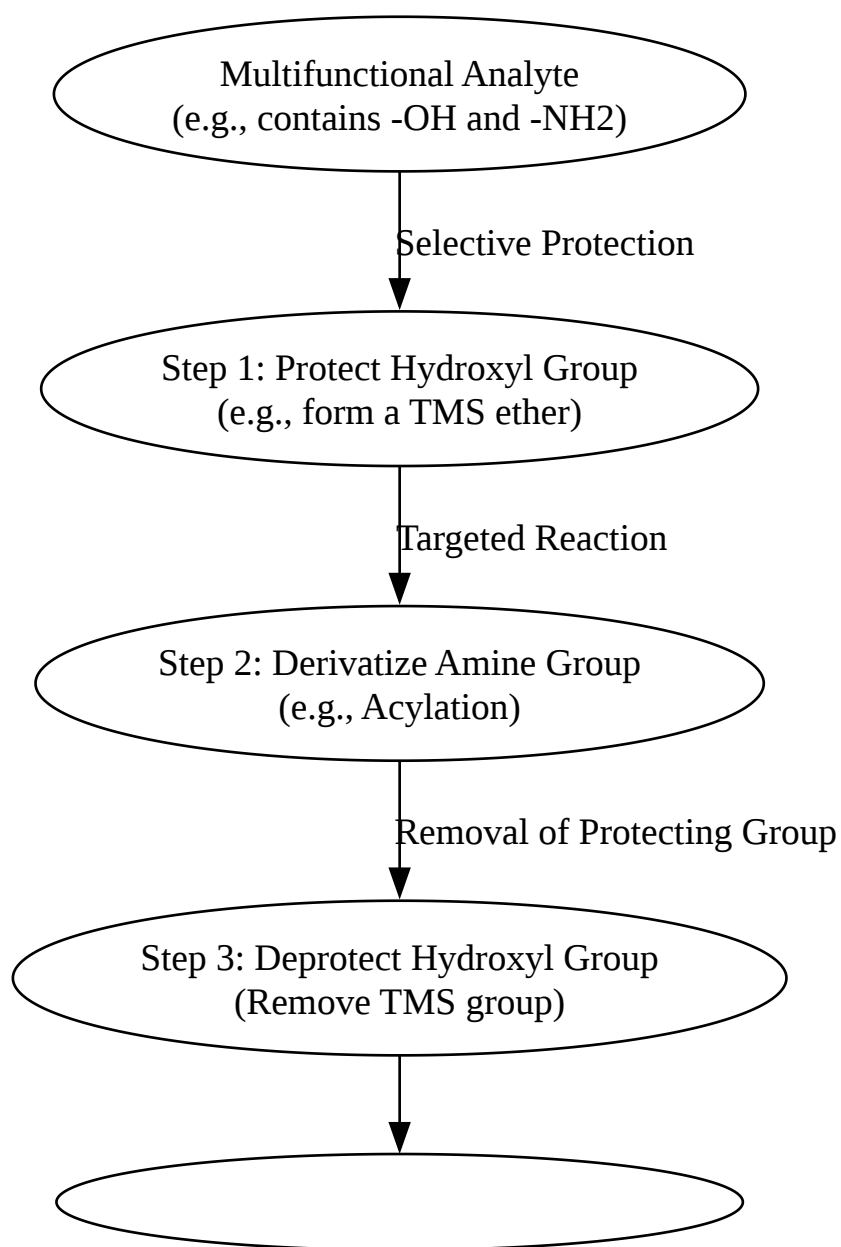 Multifunctional Analyte
(e.g., contains -OH and -NH2)
Selective Protection
Step 1: Protect Hydroxyl Group
(e.g., form a TMS ether)
Targeted Reaction
Step 2: Derivatize Amine Group
(e.g., Acylation)
Removal of Protecting Group
Step 3: Deprotect Hydroxyl Group
(Remove TMS group)